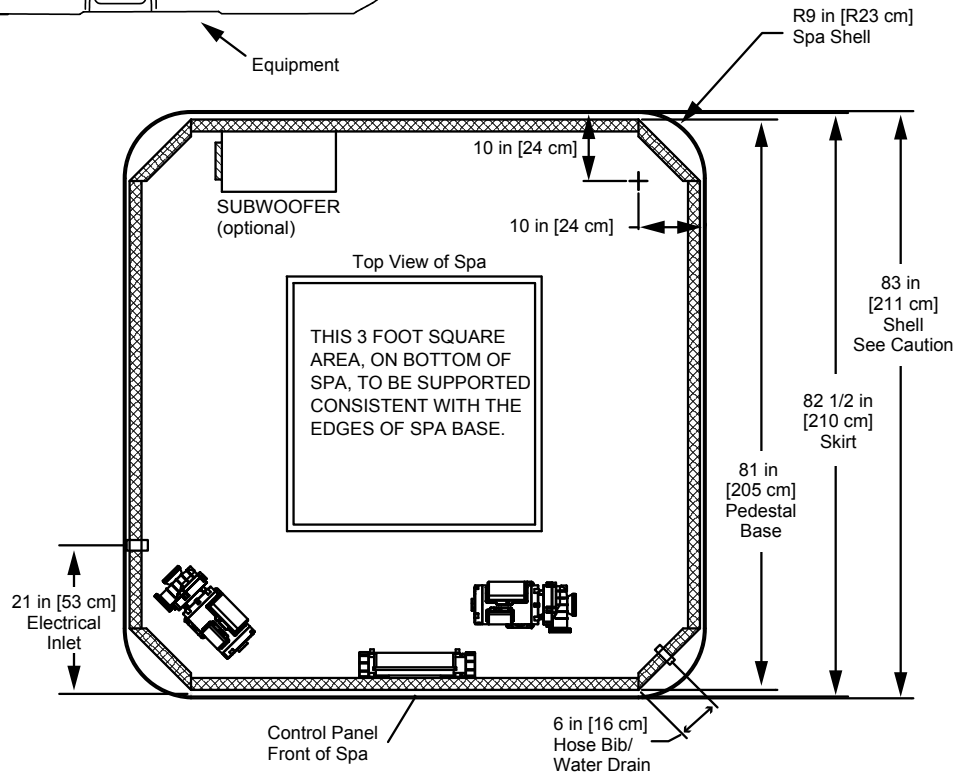 R9 in [R23 cm]
Spa Shell
Equipment
10 in [24 cm]
SUBWOOFER
(optional)
10 in [24 cm]
Top View of Spa
THIS 3 FOOT SQUARE
AREA, ON BOTTOM OF
SPA, TO BE SUPPORTED
CONSISTENT WITH THE
EDGES OF SPA BASE.
83 in
[211 cm]
Shell
See Caution
82 1/2 in
[210 cm]
Skirt
81 in
[205 cm]
Pedestal
Base
21 in [53 cm]
Electrical
Inlet
Control Panel
Front of Spa
6 in [16 cm]
Hose Bib/
Water Drain